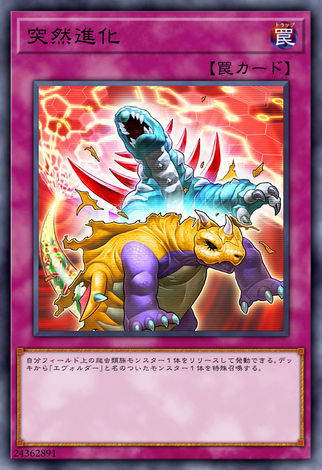 突然進化
トラップ
罠
【罠カード】
自分フィールド上の爬虫類族モンスター１体をリリースして発動できる。デッ
キから「エヴォルダー」と名のついたモンスター１体を特殊召喚する。
24362891